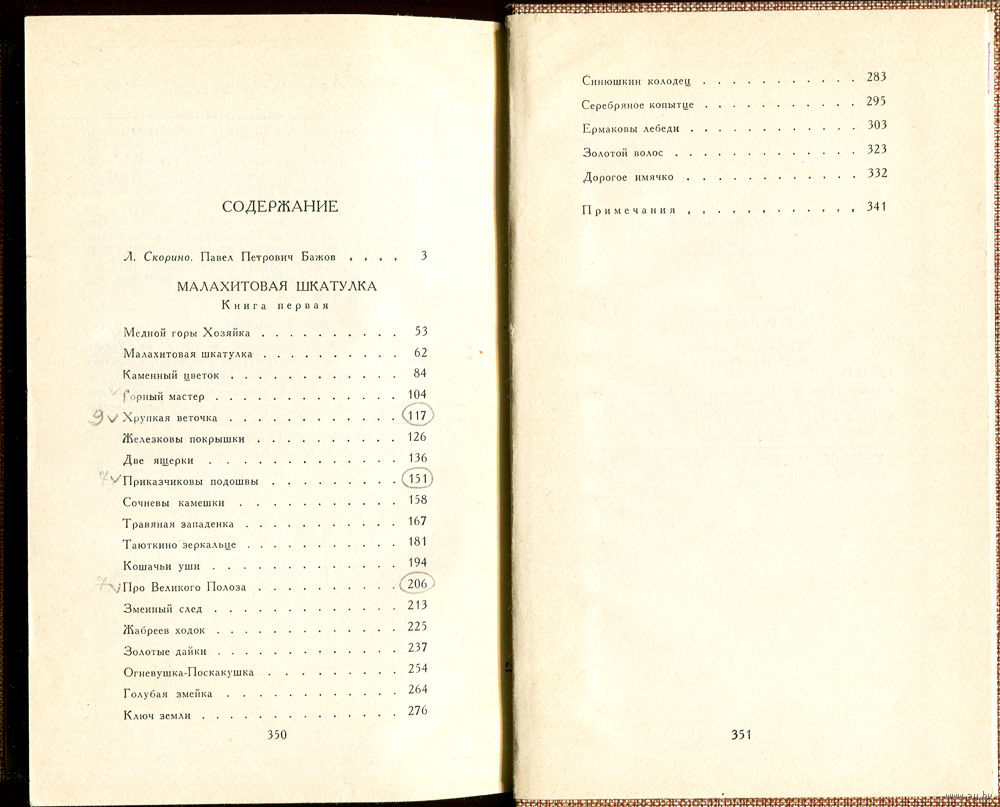 СОДЕРЖАНИЕ
Л. Скорино. Павел Петрович Бажов . . . . 3
МАЛАХИТОВАЯ ШКАТУЛКА
Книга первая
Медной горы Хозяйка . . . . . . . . . . 53
Малахитовая шкатулка . . . . . . . . . . 62
Каменный цветок . . . . . . . . . . . . 84
Горный мастер . . . . . . . . . . . . . 104
9 Хрупкая веточка . . . . . . . . . . . . 117
Железковы покрышки . . . . . . . . . . 126
Две ящерки . . . . . . . . . . . . . 136
7 Приказчиковы подошвы . . . . . . . . . 151
Сочневы камешки . . . . . . . . . . . 158
Травяная западенка . . . . . . . . . . . 167
Таюткино зеркальце . . . . . . . . . . . 181
Кошачьи уши . . . . . . . . . . . . . 194
7 Про Великого Полоза . . . . . . . . . . 206
Змеиный след . . . . . . . . . . . . . 213
Жабреев ходок . . . . . . . . . . . . . 225
Золотые дайки . . . . . . . . . . . . . 237
Огневушка-Поскакушка . . . . . . . . . 254
Голубая змейка . . . . . . . . . . . . 264
Ключ земли . . . . . . . . . . . . . . 276
350
Синюшкин колодец . . . . . . . . . . . 283
Серебряное копытце . . . . . . . . . . . 295
Ермаковы лебеди . . . . . . . . . . . . 303
Золотой волос . . . . . . . . . . . . . 323
Дорогое имячко . . . . . . . . . . . . 332
Примечания . . . . . . . . . . . . 341
351
www.ay.by